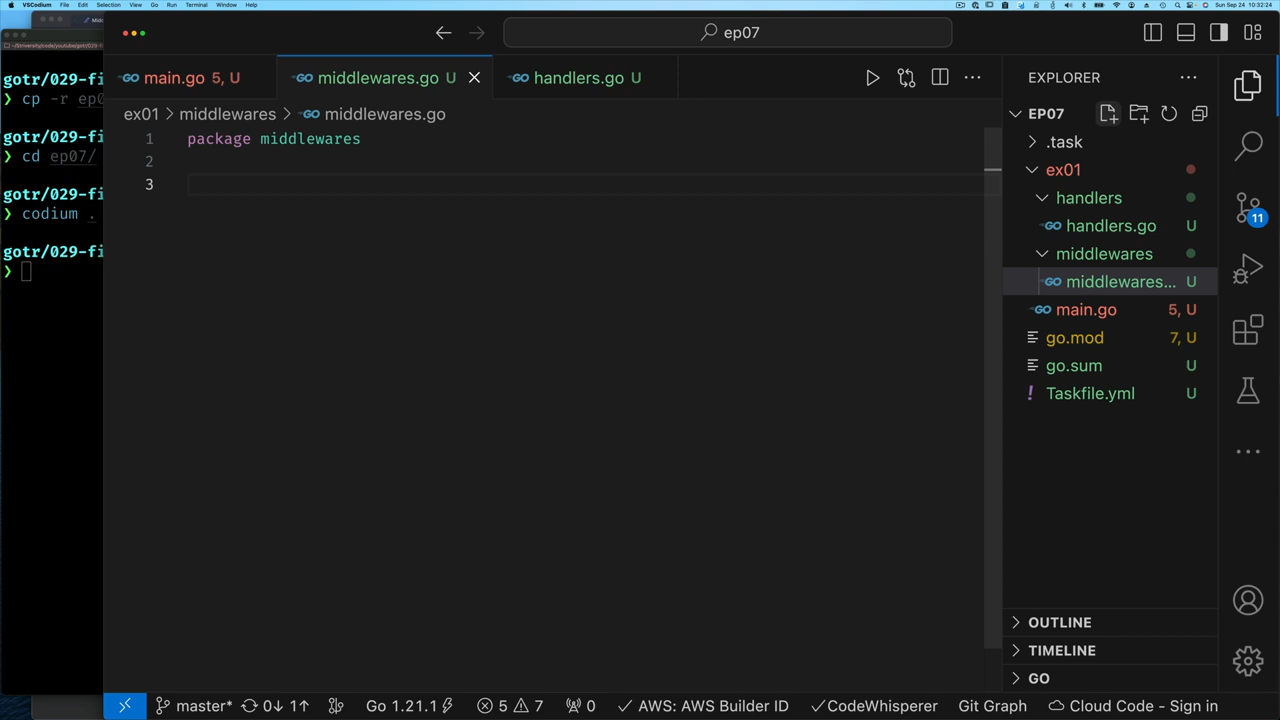 VSCodium File Edit Selection View Go Run Terminal Window Help
Sun Sep 24 10:32:24
ep07
gotr/029-fi
❯ cp -r ep0
gotr/029-fi
❯ cd ep07/
gotr/029-fi
❯ codium .
gotr/029-fi
❯
main.go 5, U
middlewares.go U
handlers.go U
ex01 > middlewares > middlewares.go
1 package middlewares
2
3
EXPLORER
EP07
.task
ex01
handlers
handlers.go U
middlewares
middlewares... U
main.go 5, U
go.mod 7, U
go.sum U
! Taskfile.yml U
11
OUTLINE
TIMELINE
GO
master* 0↓ 1↑ Go 1.21.1 5 7 0 AWS: AWS Builder ID CodeWhisperer Git Graph Cloud Code - Sign in